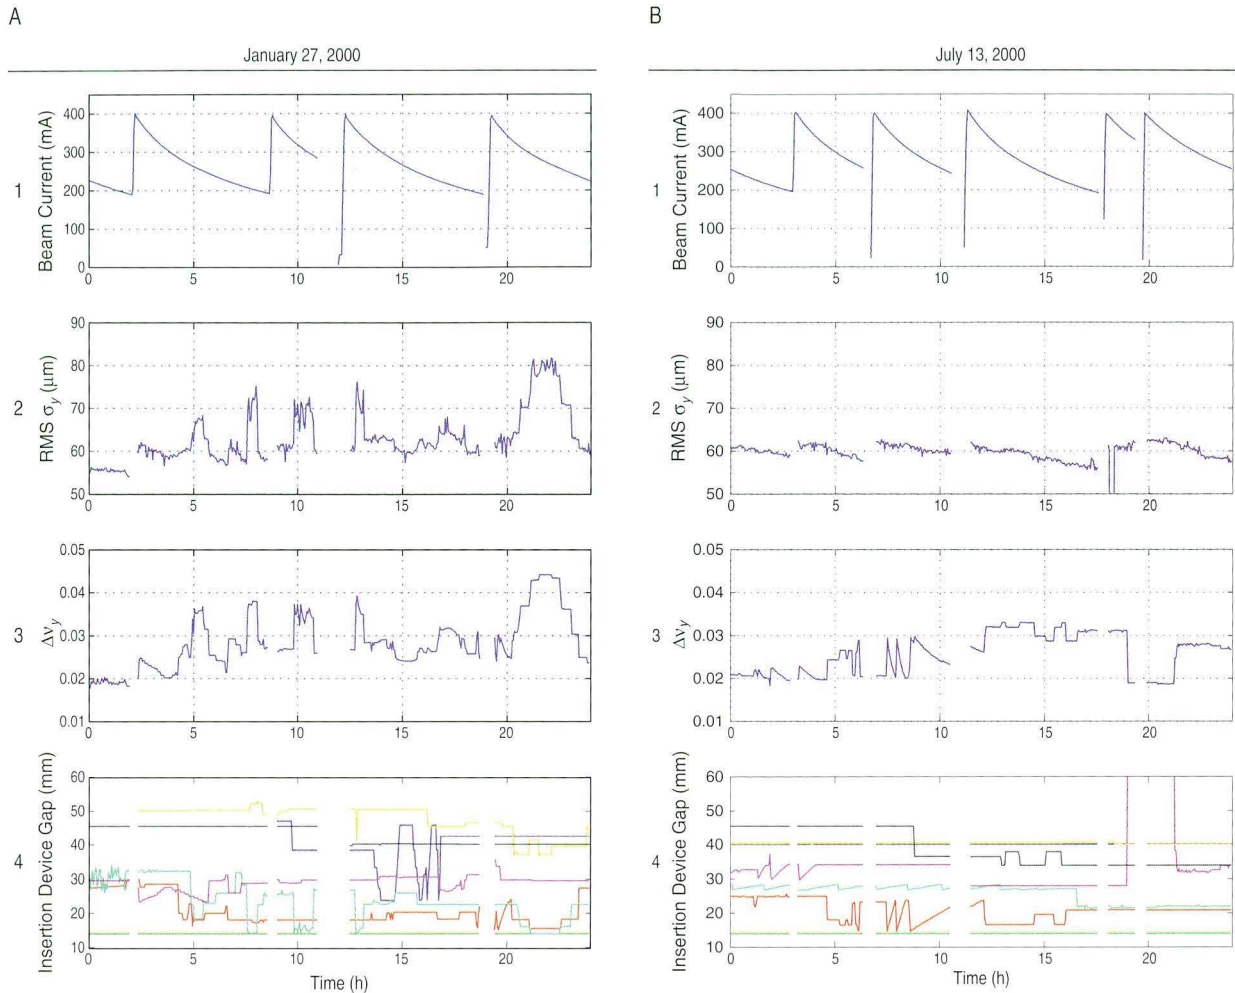 A
January 27, 2000
1
Beam Current (mA)
400
300
200
100
0
0 5 10 15 20
2
RMS σy (μm)
90
80
70
60
50
0 5 10 15 20
3
Δνy
0.05
0.04
0.03
0.02
0.01
0 5 10 15 20
4
Insertion Device Gap (mm)
60
50
40
30
20
10
0 5 10 15 20
Time (h)
B
July 13, 2000
1
Beam Current (mA)
400
300
200
100
0
0 5 10 15 20
2
RMS σy (μm)
90
80
70
60
50
0 5 10 15 20
3
Δνy
0.05
0.04
0.03
0.02
0.01
0 5 10 15 20
4
Insertion Device Gap (mm)
60
50
40
30
20
10
0 5 10 15 20
Time (h)